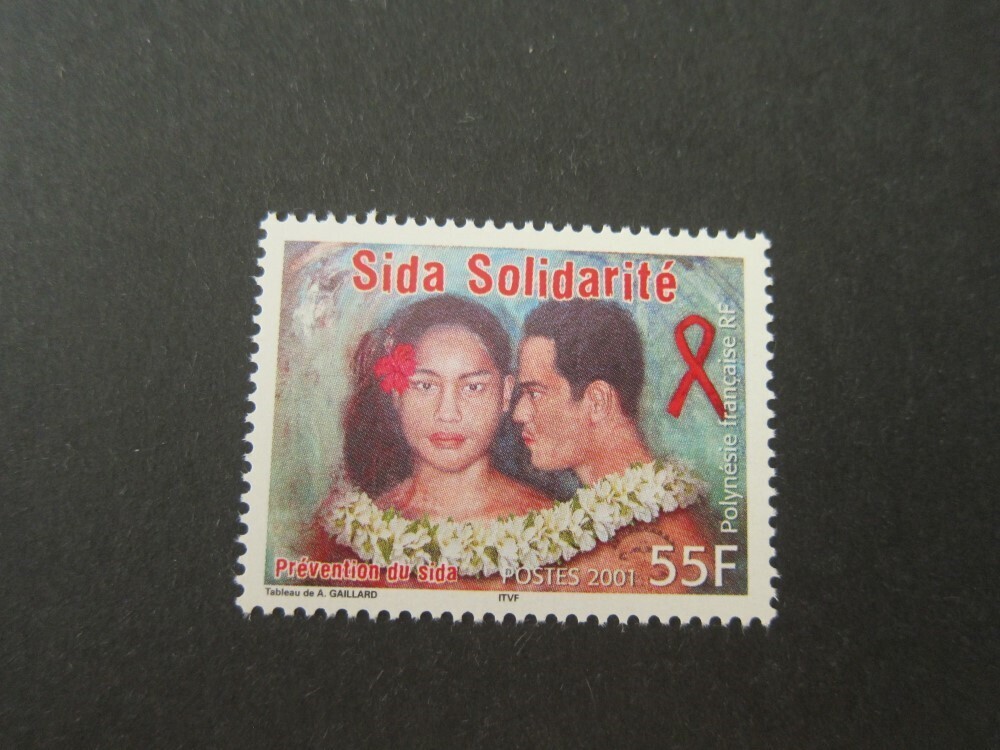 Sida Solidarité
Polynésie française RF
Prévention du sida
POSTES 2001 55F
Tableau de A. GAILLARD ITVF